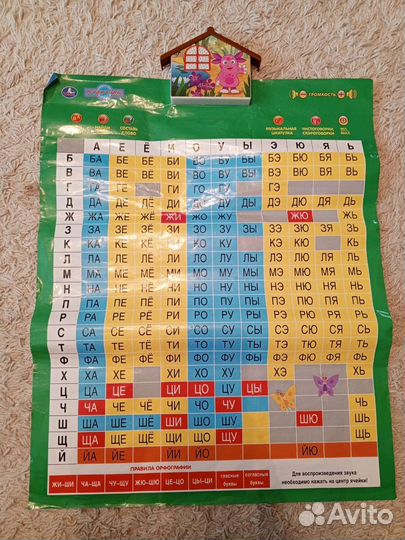 СОСТАВЬ СЛОВО
ГРОМКОСТЬ
МУЗЫКАЛЬНАЯ ШКАТУЛКА
ЧИСТОГОВОРКИ, СКОРОГОВОРКИ
ВКЛ. ВЫКЛ.
А Е Ё И О У Ы Э Ю Я Ь
Б БА БЕ БЁ БИ БО БУ БЫ БЭ БЮ БЯ БЬ
В ВА ВЕ ВЁ ВИ ВО ВУ ВЫ ВЭ ВЮ ВЯ ВЬ
Г ГА ГЕ ГИ ГО ГУ ГЭ
Д ДА ДЕ ДЁ ДИ ДО ДУ ДЫ ДЭ ДЮ ДЯ ДЬ
Ж ЖА ЖЕ ЖЁ ЖИ ЖО ЖУ ЖЮ ЖЬ
З ЗА ЗЕ ЗЁ ЗИ ЗО ЗУ ЗЫ ЗЭ ЗЮ ЗЯ ЗЬ
К КА КЕ КИ КО КУ КЭ КЮ
Л ЛА ЛЕ ЛЁ ЛИ ЛО ЛУ ЛЫ ЛЭ ЛЮ ЛЯ ЛЬ
М МА МЕ МЁ МИ МО МУ МЫ МЭ МЮ МЯ МЬ
Н НА НЕ НЁ НИ НО НУ НЫ НЭ НЮ НЯ НЬ
П ПА ПЕ ПЁ ПИ ПО ПУ ПЫ ПЭ ПЮ ПЯ ПЬ
Р РА РЕ РЁ РИ РО РУ РЫ РЭ РЮ РЯ РЬ
С СА СЕ СЁ СИ СО СУ СЫ СЭ СЮ СЯ СЬ
Т ТА ТЕ ТЁ ТИ ТО ТУ ТЫ ТЭ ТЮ ТЯ ТЬ
Ф ФА ФЕ ФЁ ФИ ФО ФУ ФЫ ФЭ ФЮ ФЯ ФЬ
Х ХА ХЕ ХИ ХО ХУ ХЭ
Ц ЦА ЦЕ ЦИ ЦО ЦУ ЦЫ
Ч ЧА ЧЕ ЧЁ ЧИ ЧО ЧУ ЧЬ
Ш ША ШЕ ШЁ ШИ ШО ШУ ШЮ ШЬ
Щ ЩА ЩЕ ЩЁ ЩИ ЩО ЩУ ЩЬ
Й ЙА ЙЕ ЙИ ЙО ЙЮ
ПРАВИЛА ОРФОГРАФИИ
ЖИ-ШИ ЧА-ЩА ЧУ-ЩУ ЖЮ-ШЮ ЦЕ-ЦО ЦЫ-ЦИ гласные буквы согласные буквы
Для воспроизведения звука
необходимо нажать на центр ячейки!
Avito